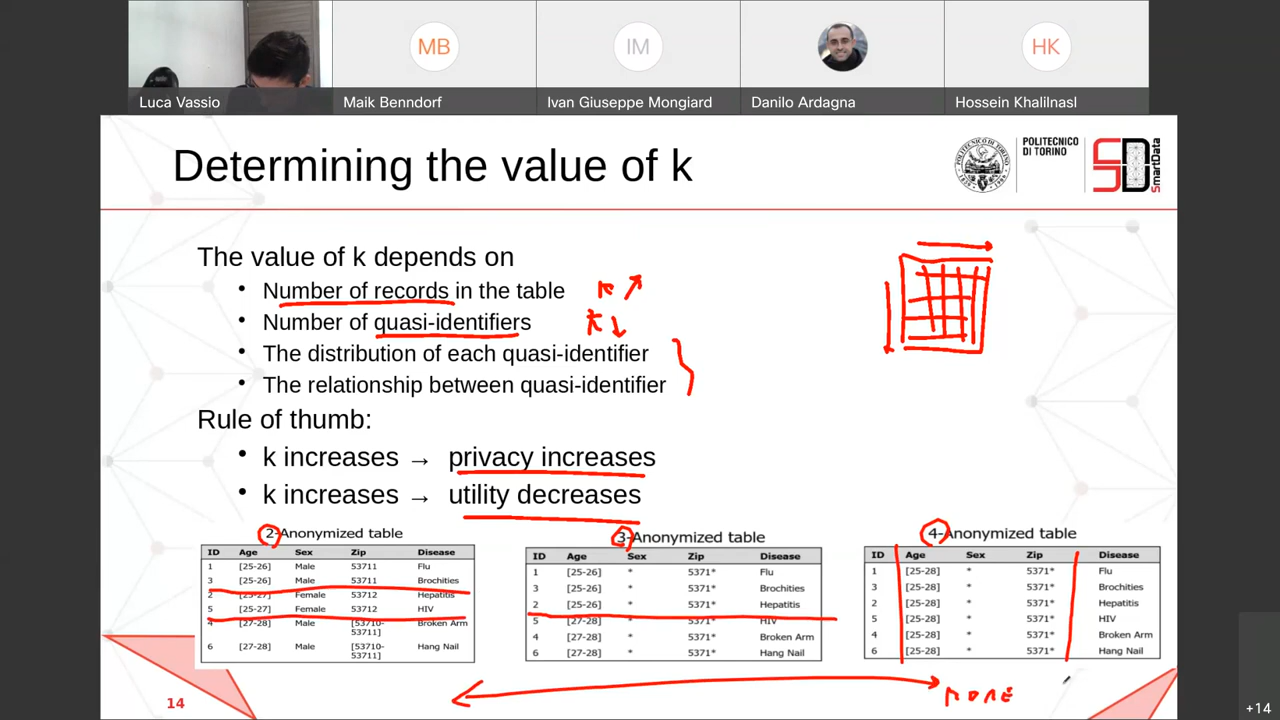 MB
IM
HK
Luca Vassio
Maik Benndorf
Ivan Giuseppe Mongiard
Danilo Ardagna
Hossein Khalilnasl
Determining the value of k
POLITECNICO
DI TORINO
SmartData
The value of k depends on
• Number of records in the table K
• Number of quasi-identifiers K
• The distribution of each quasi-identifier
• The relationship between quasi-identifier
Rule of thumb:
• k increases → privacy increases
• k increases → utility decreases
2-Anonymized table
ID Age Sex Zip Disease
1 [25-26] Male 53711 Flu
3 [25-26] Male 53711 Brochities
2 [25-27] Female 53712 Hepatitis
5 [25-27] Female 53712 HIV
4 [27-28] Male [53710-53711] Broken Arm
6 [27-28] Male [53710-53711] Hang Nail
3-Anonymized table
ID Age Sex Zip Disease
1 [25-26] * 5371* Flu
3 [25-26] * 5371* Brochities
2 [25-26] * 5371* Hepatitis
5 [27-28] * 5371* HIV
4 [27-28] * 5371* Broken Arm
6 [27-28] * 5371* Hang Nail
4-Anonymized table
ID Age Sex Zip Disease
1 [25-28] * 5371* Flu
3 [25-28] * 5371* Brochities
2 [25-28] * 5371* Hepatitis
5 [25-28] * 5371* HIV
4 [25-28] * 5371* Broken Arm
6 [25-28] * 5371* Hang Nail
MORE
14
+14